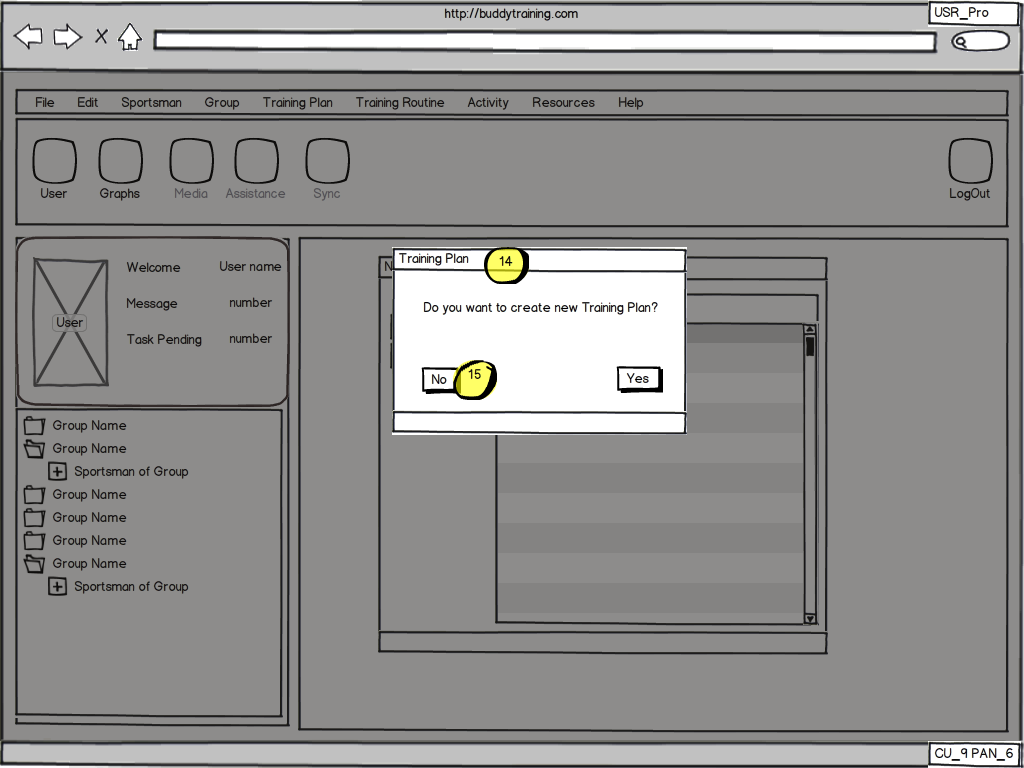 http://buddytraining.com
USR_Pro
File Edit Sportsman Group Training Plan Training Routine Activity Resources Help
User Graphs Media Assistance Sync LogOut
Welcome User name
Message number
User
Task Pending number
Group Name
Group Name
Sportsman of Group
Group Name
Group Name
Group Name
Group Name
Sportsman of Group
N
Training Plan 14
Do you want to create new Training Plan?
No 15 Yes
CU_9 PAN_6